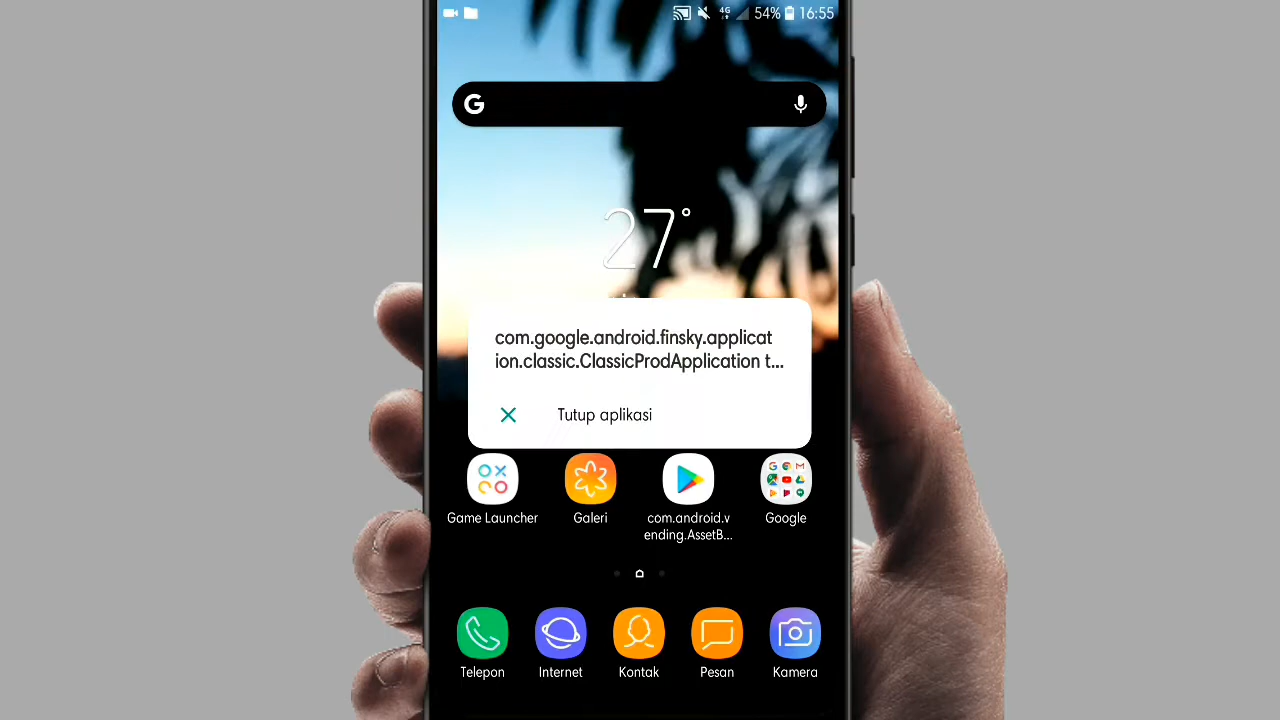 4G 54% 16:55
G
27°
com.google.android.finsky.applicat
ion.classic.ClassicProdApplication t...
Tutup aplikasi
Game Launcher
Galeri
com.android.v
ending.AssetB...
Google
Telepon
Internet
Kontak
Pesan
Kamera